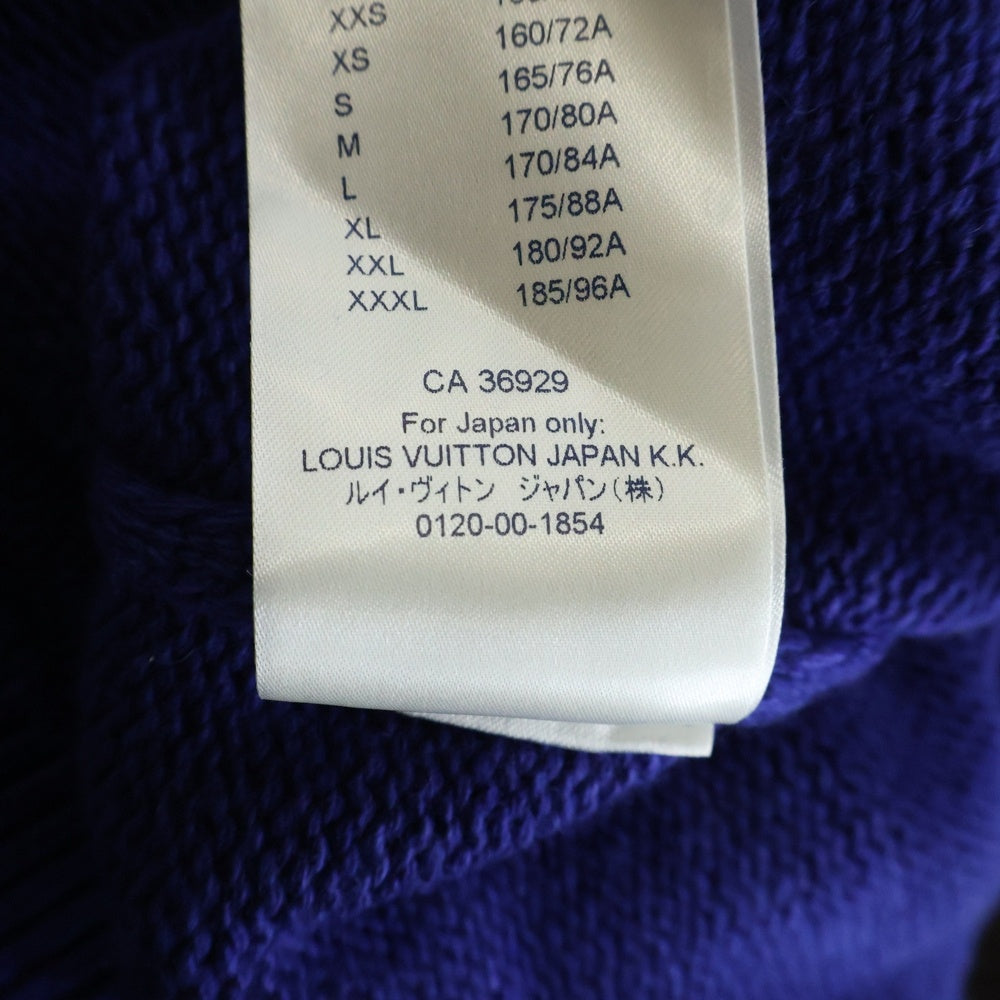 XXS
XS 160/72A
S 165/76A
M 170/80A
L 170/84A
XL 175/88A
XXL 180/92A
XXXL 185/96A
CA 36929
For Japan only:
LOUIS VUITTON JAPAN K.K.
ルイ・ヴィトン ジャパン(株)
0120-00-1854